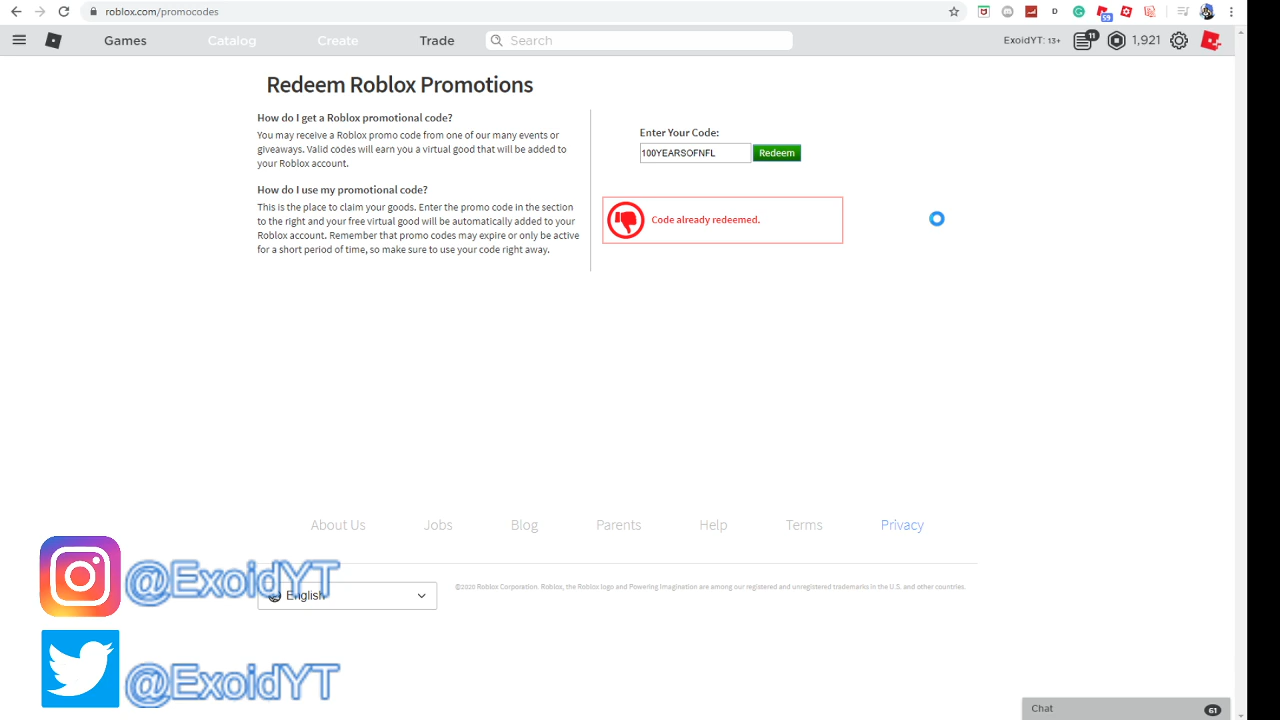 roblox.com/promocodes
D
59
Games
Catalog
Create
Trade
Search
ExoidYT: 13+
11
1,921
Redeem Roblox Promotions
How do I get a Roblox promotional code?
You may receive a Roblox promo code from one of our many events or
giveaways. Valid codes will earn you a virtual good that will be added to
your Roblox account.
How do I use my promotional code?
This is the place to claim your goods. Enter the promo code in the section
to the right and your free virtual good will be automatically added to your
Roblox account. Remember that promo codes may expire or only be active
for a short period of time, so make sure to use your code right away.
Enter Your Code:
100YEARSOFNFL
Redeem
Code already redeemed.
About Us
Jobs
Blog
Parents
Help
Terms
Privacy
@ExoidYT
English
©2020 Roblox Corporation. Roblox, the Roblox logo and Powering Imagination are among our registered and unregistered trademarks in the U.S. and other countries.
@ExoidYT
Chat
61